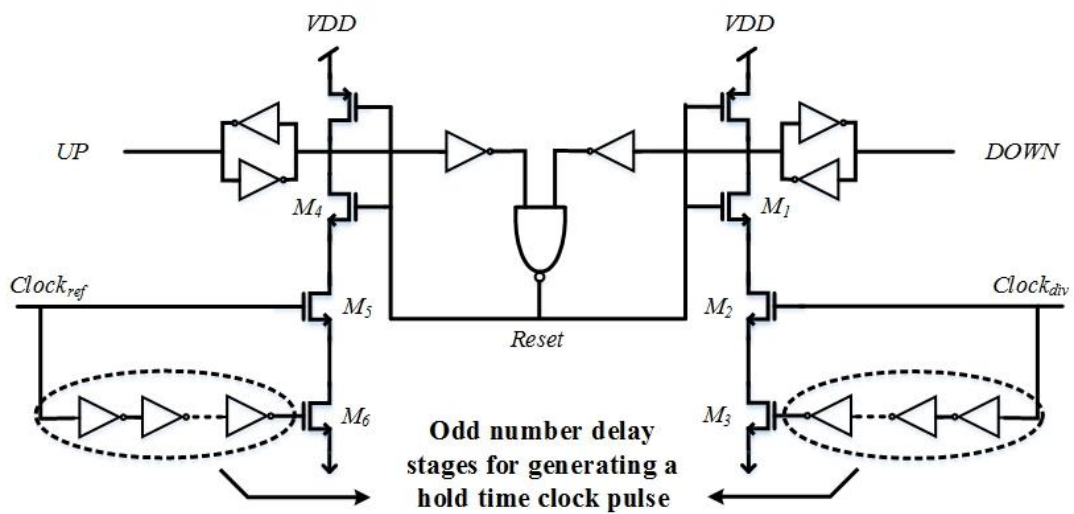 VDD
VDD
UP
DOWN
M4
M1
Clockref
Clockdiv
M5
M2
Reset
M6
M3
Odd number delay
stages for generating a
hold time clock pulse